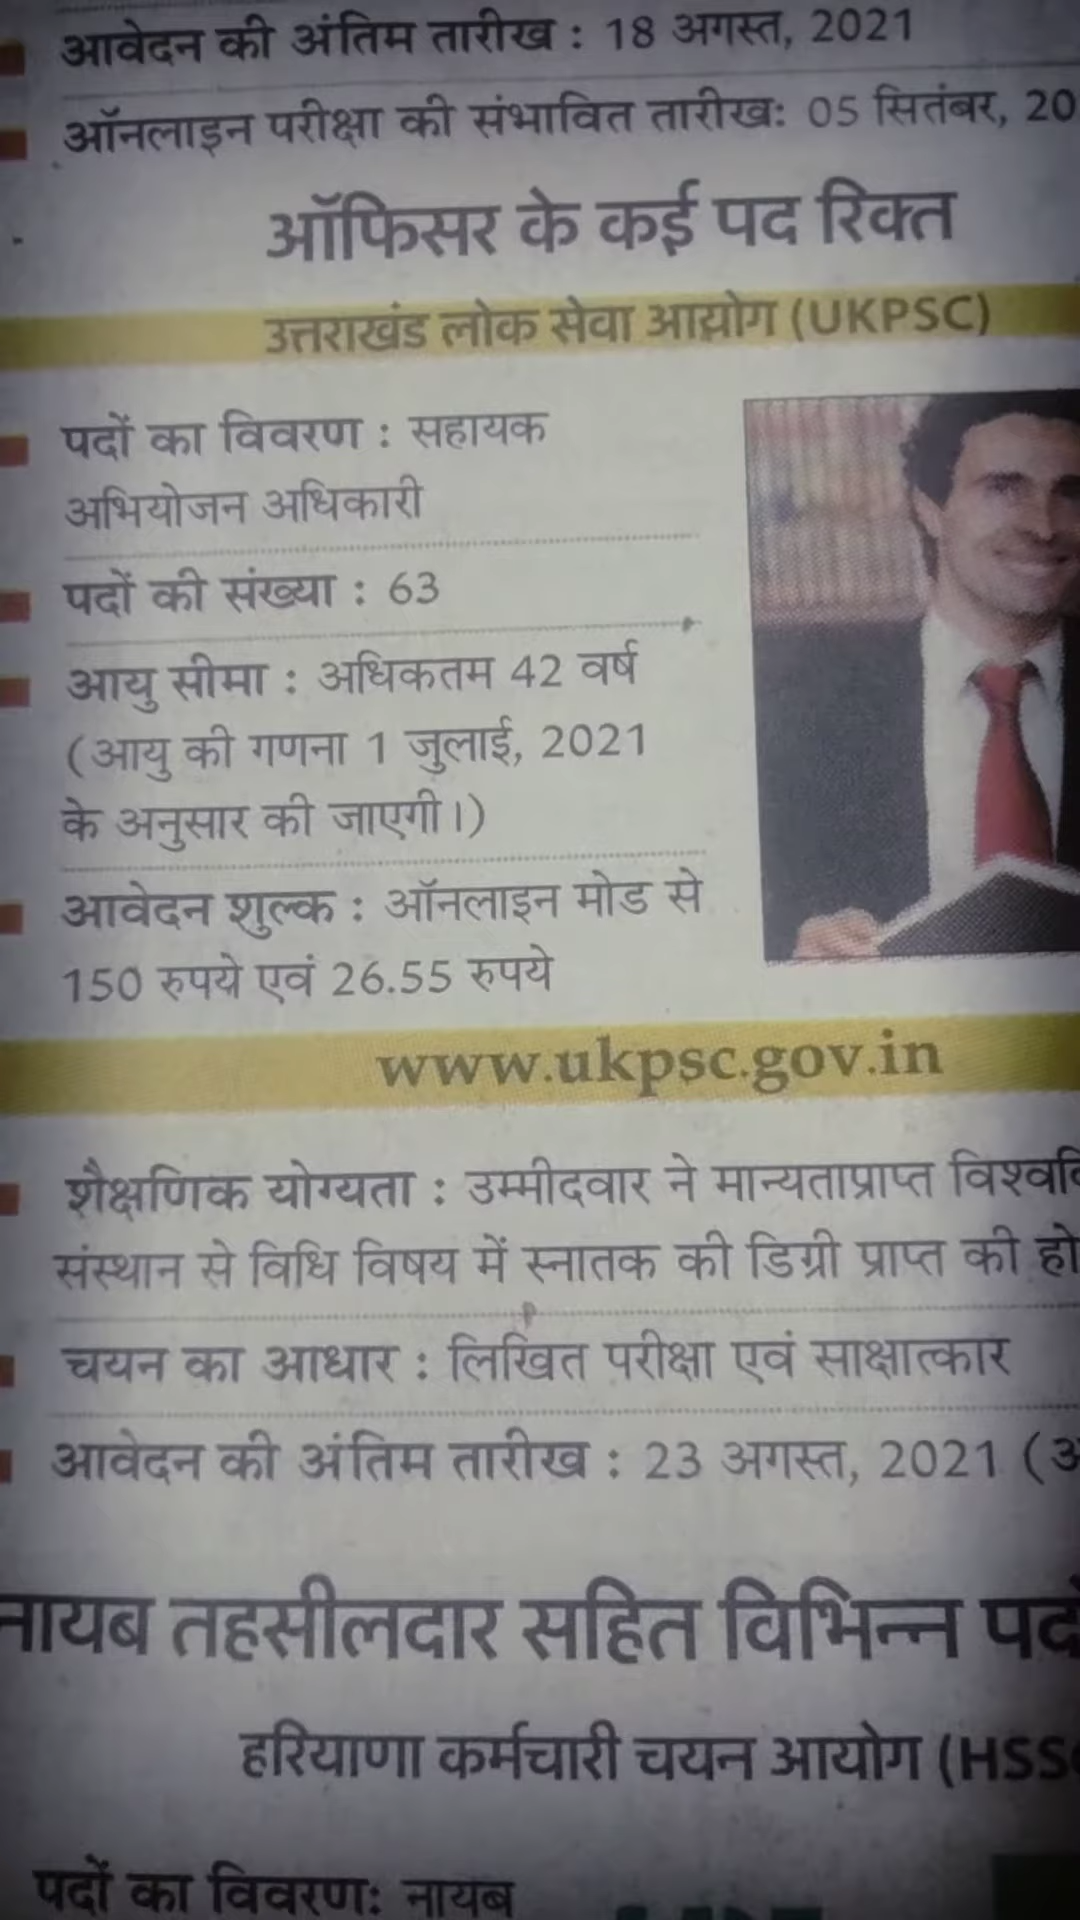 आवेदन की अंतिम तारीख : 18 अगस्त, 2021
ऑनलाइन परीक्षा की संभावित तारीख: 05 सितंबर, 20
ऑफिसर के कई पद रिक्त
उत्तराखंड लोक सेवा आयोग (UKPSC)
पदों का विवरण : सहायक
अभियोजन अधिकारी
पदों की संख्या : 63
आयु सीमा : अधिकतम 42 वर्ष
(आयु की गणना 1 जुलाई, 2021
के अनुसार की जाएगी।)
आवेदन शुल्क : ऑनलाइन मोड से
150 रुपये एवं 26.55 रुपये
www.ukpsc.gov.in
शैक्षणिक योग्यता : उम्मीदवार ने मान्यताप्राप्त
संस्थान से विधि विषय में स्नातक की डिग्री प्राप्त की हो
चयन का आधार : लिखित परीक्षा एवं साक्षात्कार
आवेदन की अंतिम तारीख : 23 अगस्त, 2021
नायब तहसीलदार सहित विभिन्न
हरियाणा कर्मचारी चयन आयोग (HSS
पदों का विवरण: नायब